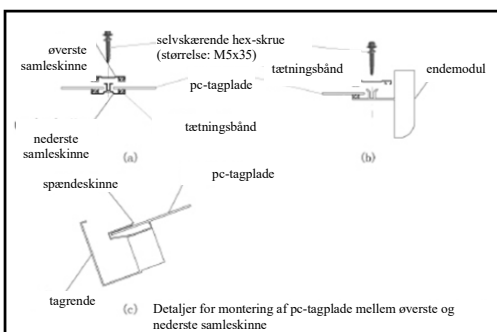 øverste
samleskinne
selvskærende hex-skrue
(størrelse: M5x35)
pc-tagplade
tætningsbånd
nederste
samleskinne
(a)
tætningsbånd
endemodul
(b)
spændeskinne
pc-tagplade
tagrende
(c) Detaljer for montering af pc-tagplade mellem øverste og
nederste samleskinne